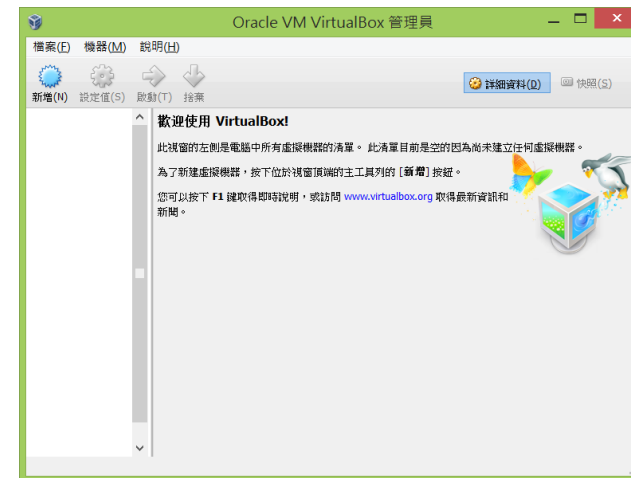 Oracle VM VirtualBox 管理員
檔案(F) 機器(M) 說明(H)
新增(N) 設定值(S) 啟動(T) 捨棄 詳細資料(D) 快照(S)
歡迎使用 VirtualBox!
此視窗的左側是電腦中所有虛擬機器的清單。 此清單目前是空的因為尚未建立任何虛擬機器。
為了新建虛擬機器，按下位於視窗頂端的主工具列的 [新增] 按鈕。
您可以按下 F1 鍵取得即時說明，或訪問 www.virtualbox.org 取得最新資訊和
新聞。